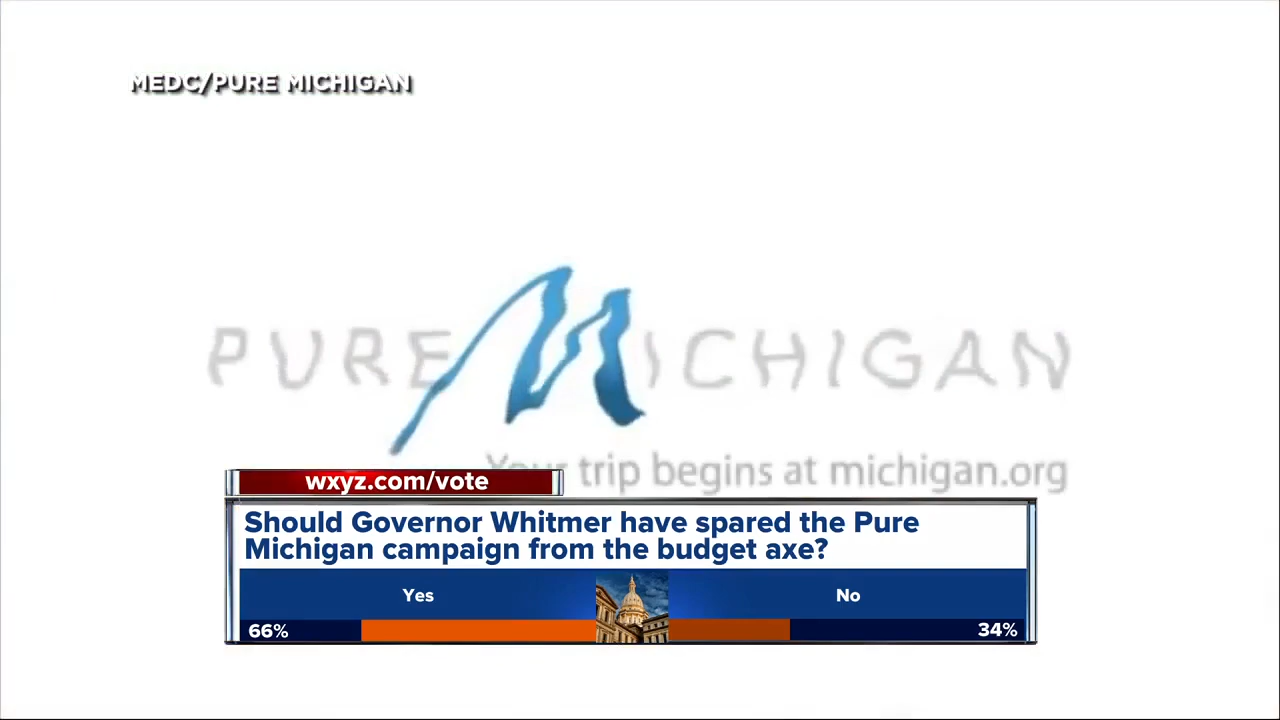 MEDC/PURE MICHIGAN
PURE MICHIGAN
Your trip begins at michigan.org
wxyz.com/vote
Should Governor Whitmer have spared the Pure
Michigan campaign from the budget axe?
Yes No
66% 34%